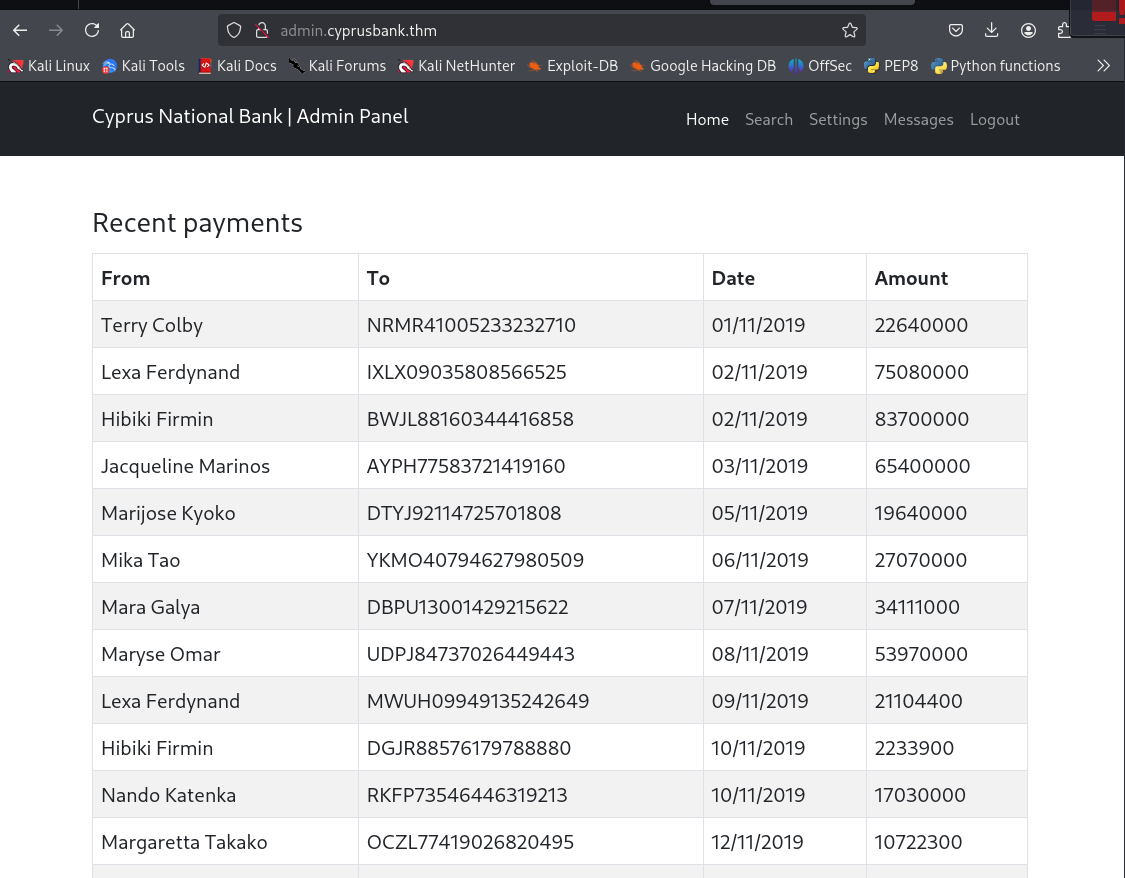 admin.cyprusbank.thm
Kali Linux Kali Tools Kali Docs Kali Forums Kali NetHunter Exploit-DB Google Hacking DB OffSec PEP8 Python functions
Cyprus National Bank | Admin Panel Home Search Settings Messages Logout
Recent payments
From To Date Amount
Terry Colby NRMR41005233232710 01/11/2019 22640000
Lexa Ferdynand IXLX09035808566525 02/11/2019 75080000
Hibiki Firmin BWJL88160344416858 02/11/2019 83700000
Jacqueline Marinos AYPH77583721419160 03/11/2019 65400000
Marijose Kyoko DTYJ92114725701808 05/11/2019 19640000
Mika Tao YKMO40794627980509 06/11/2019 27070000
Mara Galya DBPU13001429215622 07/11/2019 34111000
Maryse Omar UDPJ84737026449443 08/11/2019 53970000
Lexa Ferdynand MWUH09949135242649 09/11/2019 21104400
Hibiki Firmin DGJR88576179788880 10/11/2019 2233900
Nando Katenka RKFP73546446319213 10/11/2019 17030000
Margaretta Takako OCZL77419026820495 12/11/2019 10722300